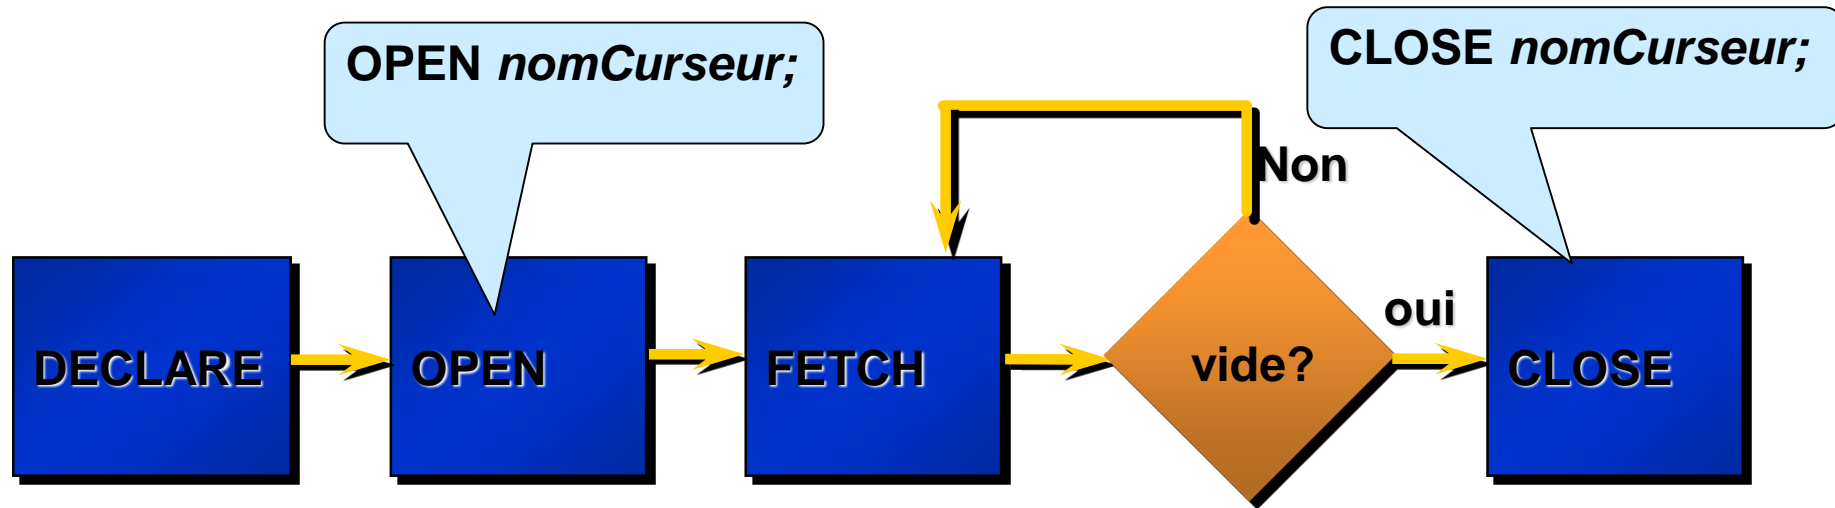 OPEN nomCurseur;
CLOSE nomCurseur;
Non
oui
DECLARE
OPEN
FETCH
vide?
CLOSE